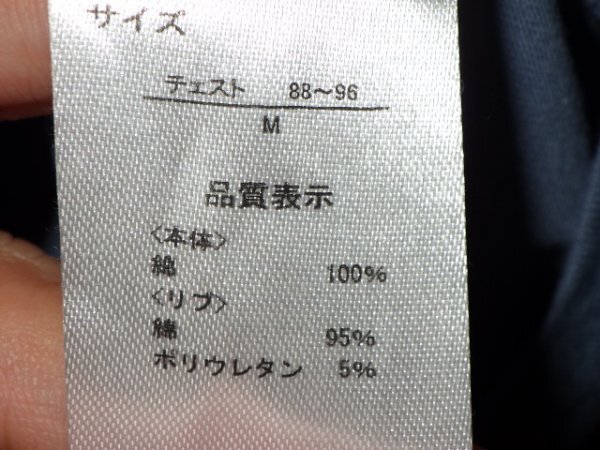 サイズ
チェスト 88～96
M
品質表示
〈本体〉
綿 100%
〈リブ〉
綿 95%
ポリウレタン 5%